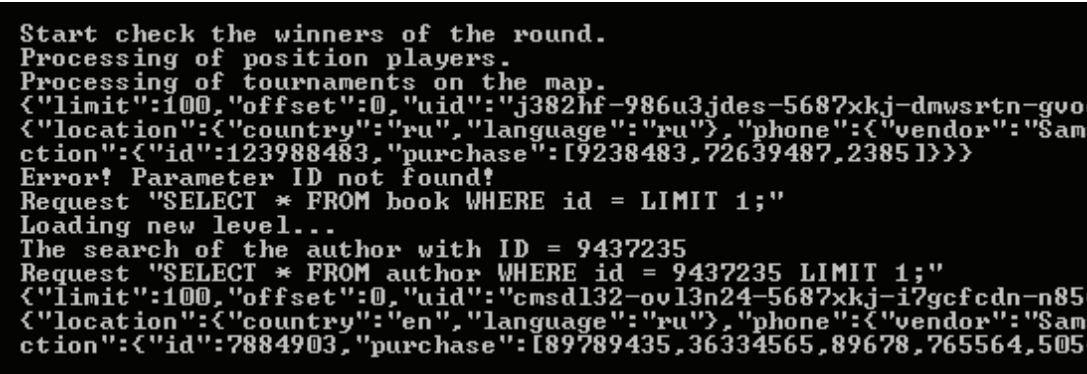 Start check the winners of the round.
Processing of position players.
Processing of tournaments on the map.
{"limit":100,"offset":0,"uid":"j382hf-986u3jdes-5687xkj-dmwsrtn-gvo
{"location":{"country":"ru","language":"ru"},"phone":{"vendor":"Sam
ction":{"id":123988483,"purchase":[9238483,72639487,2385]}}}
Error! Parameter ID not found!
Request "SELECT * FROM book WHERE id = LIMIT 1;"
Loading new level...
The search of the author with ID = 9437235
Request "SELECT * FROM author WHERE id = 9437235 LIMIT 1;"
{"limit":100,"offset":0,"uid":"cmsdl32-ovl3n24-5687xkj-i7gcfcdn-n85
{"location":{"country":"en","language":"ru"},"phone":{"vendor":"Sam
ction":{"id":7884903,"purchase":[89789435,36334565,89678,765564,505